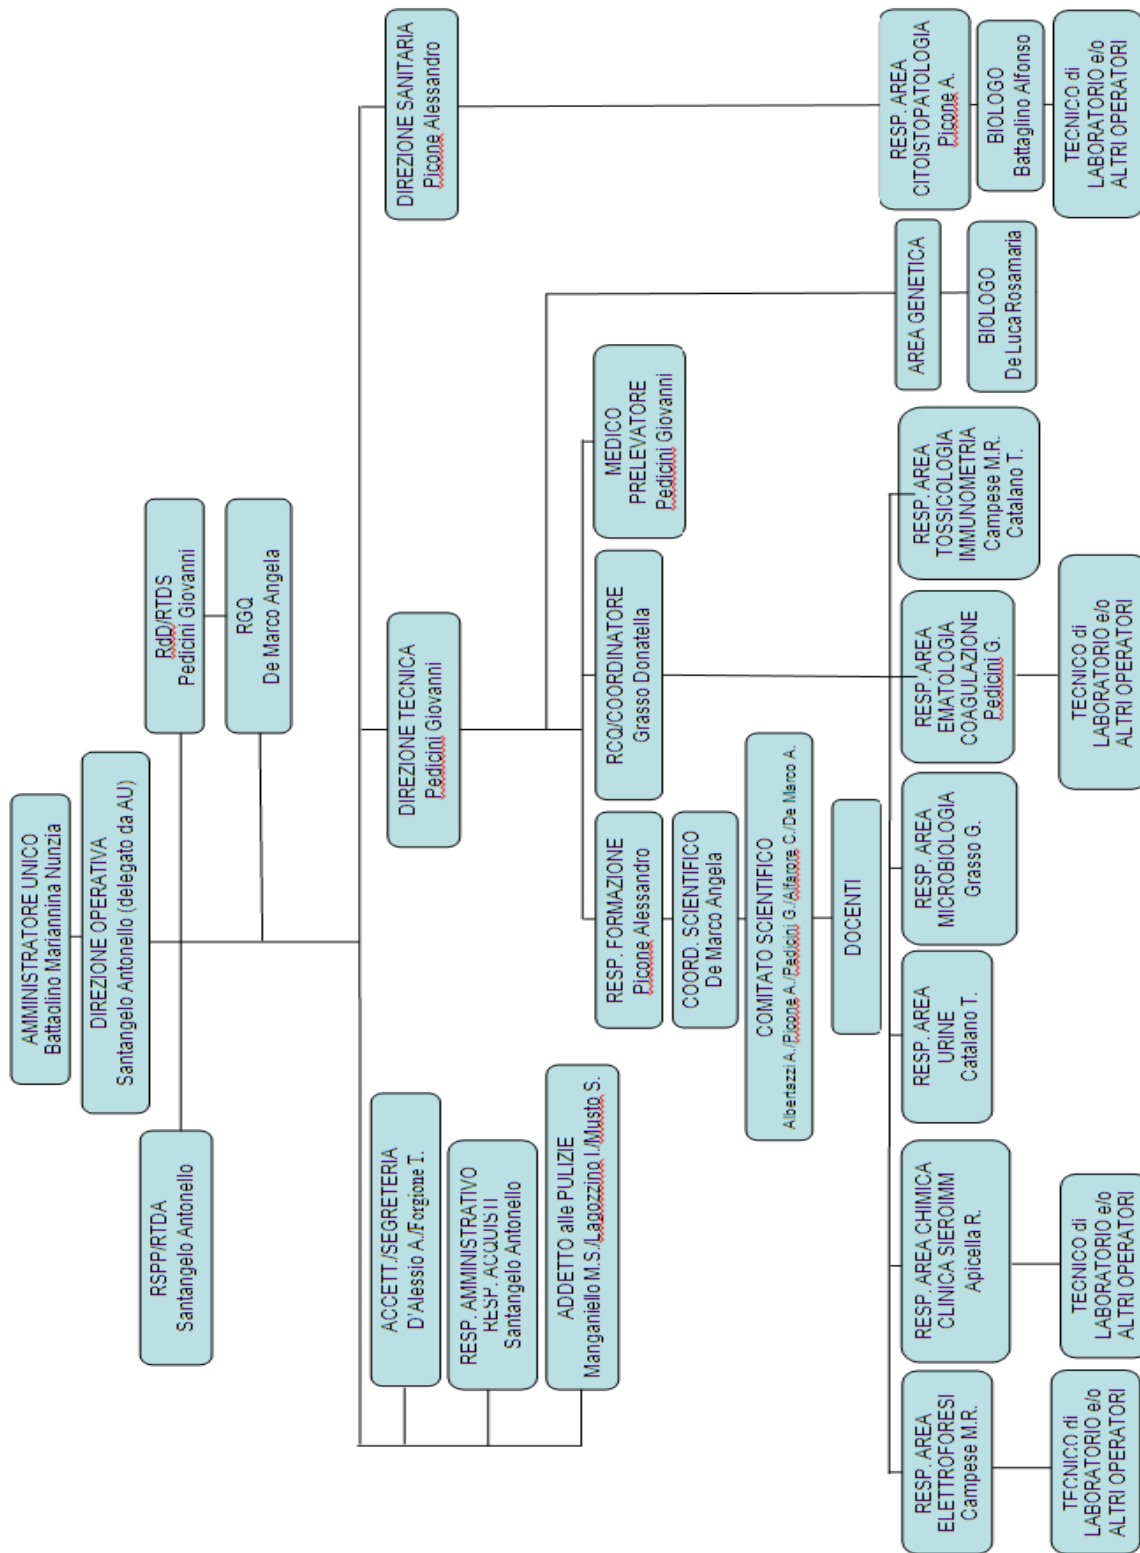 AMMINISTRATORE UNICO
Battaolino Mariannina Nunzia
DIREZIONE OPERATIVA
Santangelo Antonello (delegato da AU)
RSPP/RTDA
Santangelo Antonello
RdD/RTDS
Pedicini Giovanni
RGQ
De Marco Angela
ACCETT./SEGRETERIA
D'Alessio A./Forgione T.
RESP. AMMINISTRATIVO
RESP. ACQUISTI
Santangelo Antonello
ADDETTO alle PULIZIE
Manganiello M.S./Lagozzino I./Musto S.
DIREZIONE TECNICA
Pedicini Giovanni
DIREZIONE SANITARIA
Picone Alessandro
RESP. FORMAZIONE
Picone Alessandro
COORD. SCIENTIFICO
De Marco Angela
COMITATO SCIENTIFICO
Albertazzi A./Picone A./Pedicini G./Alfarore C./De Marco A.
DOCENTI
RCQ/COORDINATORE
Grasso Donatella
MEDICO
PRELEVATORE
Pedicini Giovanni
RESP. AREA
ELETTROFORESI
Campese M.R.
TECNICO di
LABORATORIO e/o
ALTRI OPERATORI
RESP. AREA CHIMICA
CLINICA SIEROIMM
Apicella R.
TECNICO di
LABORATORIO e/o
ALTRI OPERATORI
RESP. AREA
URINE
Catalano T.
RESP. AREA
MICROBIOLOGIA
Grasso G.
RESP. AREA
EMATOLOGIA
COAGULAZIONE
Pedicini G.
TECNICO di
LABORATORIO e/o
ALTRI OPERATORI
RESP. AREA
TOSSICOLOGIA
IMMUNOMETRIA
Campese M.R.
Catalano T.
AREA GENETICA
BIOLOGO
De Luca Rosamaria
RESP. AREA
CITOISTOPATOLOGIA
Picone A.
BIOLOGO
Battaglino Alfonso
TECNICO di
LABORATORIO e/o
ALTRI OPERATORI